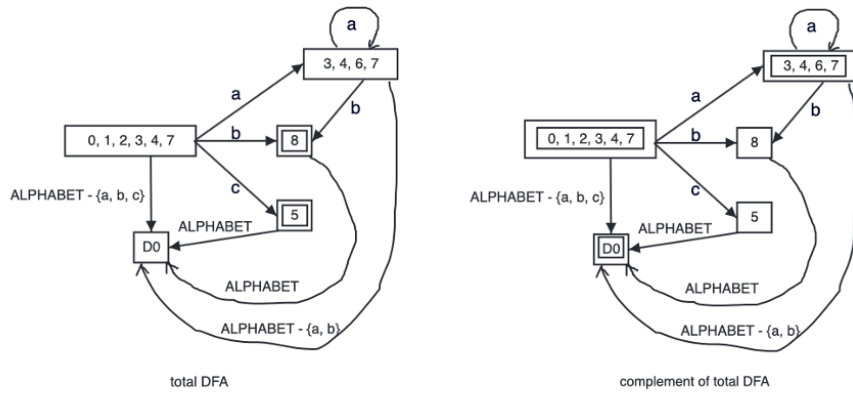 a
3, 4, 6, 7
a
b
0, 1, 2, 3, 4, 7
b
8
c
ALPHABET - {a, b, c}
ALPHABET
5
D0
ALPHABET
ALPHABET - {a, b}
total DFA
a
3, 4, 6, 7
a
b
0, 1, 2, 3, 4, 7
b
8
c
ALPHABET - {a, b, c}
ALPHABET
5
D0
ALPHABET
ALPHABET - {a, b}
complement of total DFA